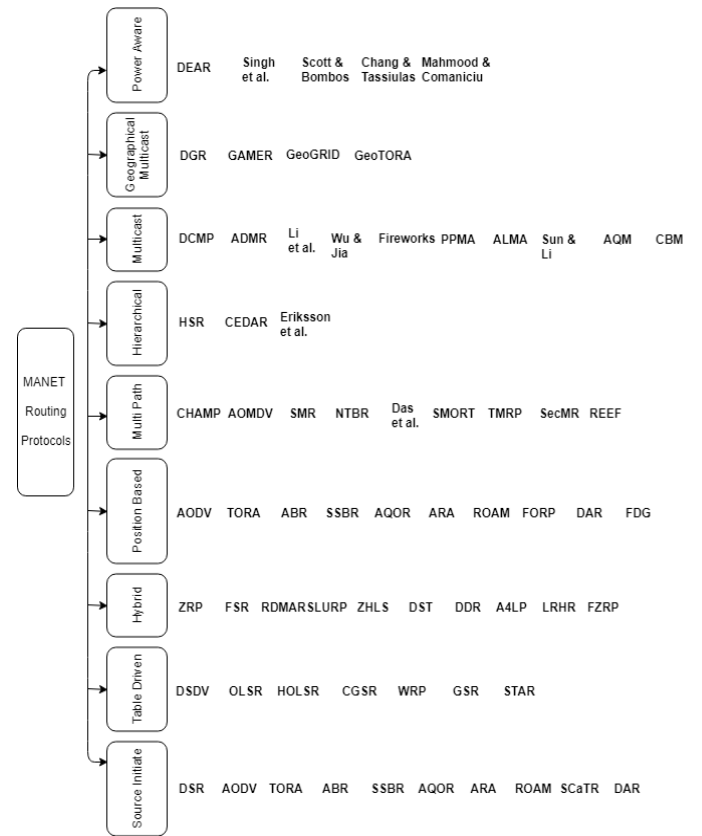 MANET
Routing
Protocols
Power Aware
DEAR Singh et al. Scott & Bombos Chang & Tassiulas Mahmood & Comaniciu
Geographical
Multicast
DGR GAMER GeoGRID GeoTORA
Multicast
DCMP ADMR Li et al. Wu & Jia Fireworks PPMA ALMA Sun & Li AQM CBM
Hierarchical
HSR CEDAR Eriksson et al.
Multi Path
CHAMP AOMDV SMR NTBR Das et al. SMORT TMRP SecMR REEF
Position Based
AODV TORA ABR SSBR AQOR ARA ROAM FORP DAR FDG
Hybrid
ZRP FSR RDMAR SLURP ZHLS DST DDR A4LP LRHR FZRP
Table Driven
DSDV OLSR HOLSR CGSR WRP GSR STAR
Source Initiate
DSR AODV TORA ABR SSBR AQOR ARA ROAM SCaTR DAR